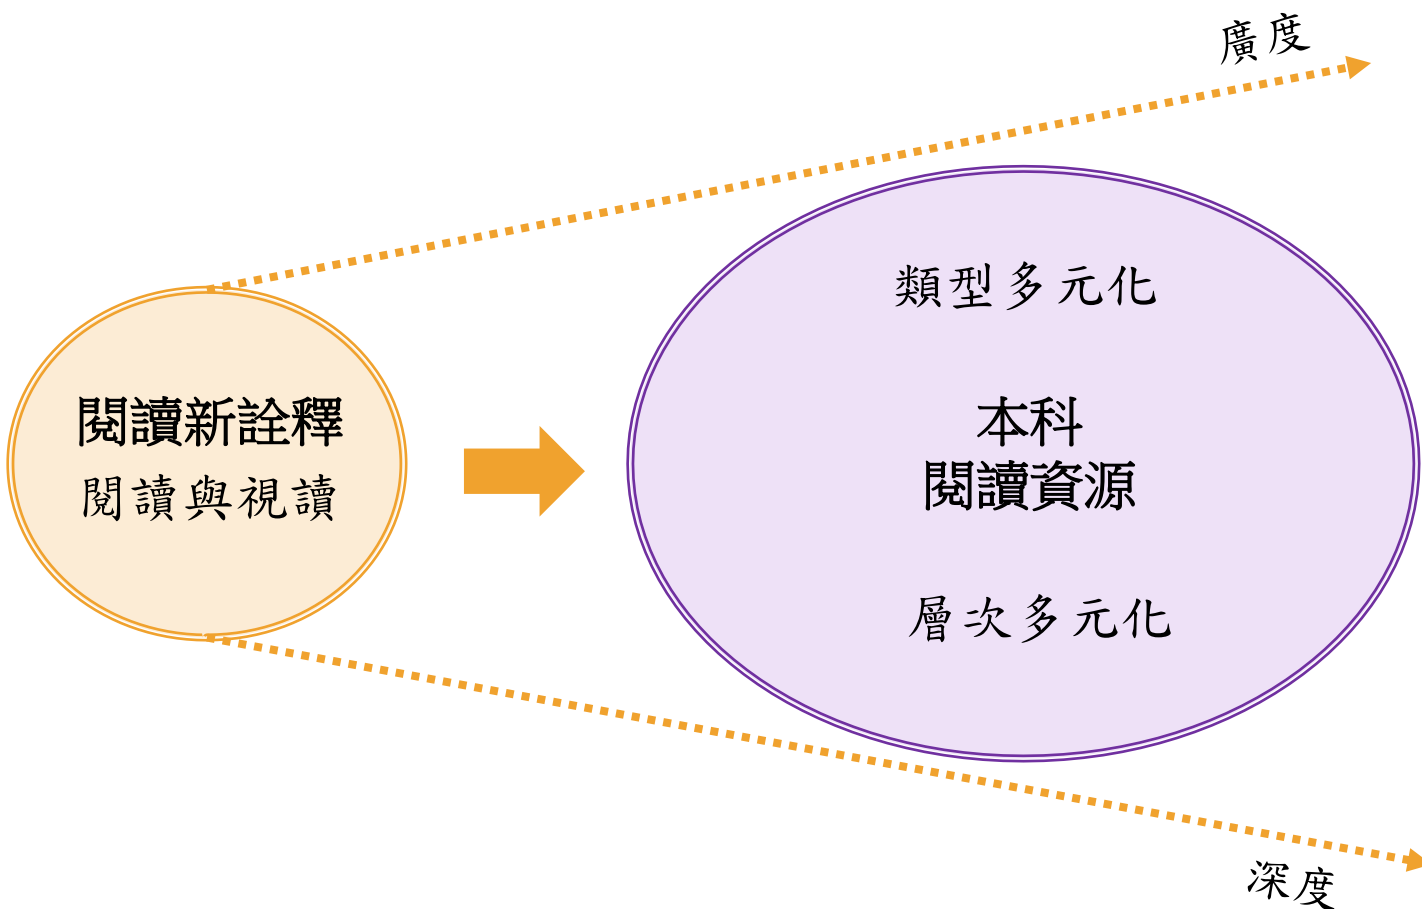 廣度
類型多元化
閱讀新詮釋
閱讀與視讀
本科
閱讀資源
層次多元化
深度